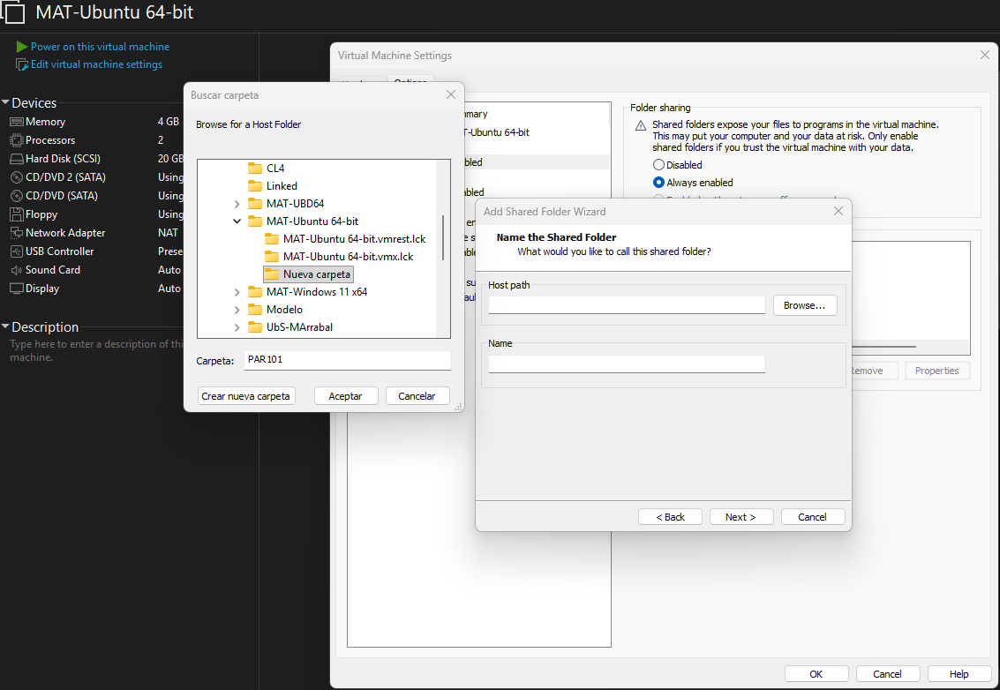 MAT-Ubuntu 64-bit
Power on this virtual machine
Edit virtual machine settings
Devices
Memory 4 GB
Processors 2
Hard Disk (SCSI) 20 GB
CD/DVD 2 (SATA) Using
CD/DVD (SATA) Using
Floppy Using
Network Adapter NAT
USB Controller Prese
Sound Card Auto
Display Auto
Description
Type here to enter a description of thi
machine.
Virtual Machine Settings
Options
mmary
T-Ubuntu 64-bit
bled
abled
Folder sharing
Shared folders expose your files to programs in the virtual machine.
This may put your computer and your data at risk. Only enable
shared folders if you trust the virtual machine with your data.
Disabled
Always enabled
Remove
Properties
OK
Cancel
Help
Buscar carpeta
Browse for a Host Folder
CL4
Linked
MAT-UBD64
MAT-Ubuntu 64-bit
MAT-Ubuntu 64-bit.vmrest.lck
MAT-Ubuntu 64-bit.vmx.lck
Nueva carpeta
MAT-Windows 11 x64
Modelo
UbS-MArrabal
Carpeta: PAR101
Crear nueva carpeta
Aceptar
Cancelar
Add Shared Folder Wizard
Name the Shared Folder
What would you like to call this shared folder?
Host path
Browse...
Name
< Back
Next >
Cancel